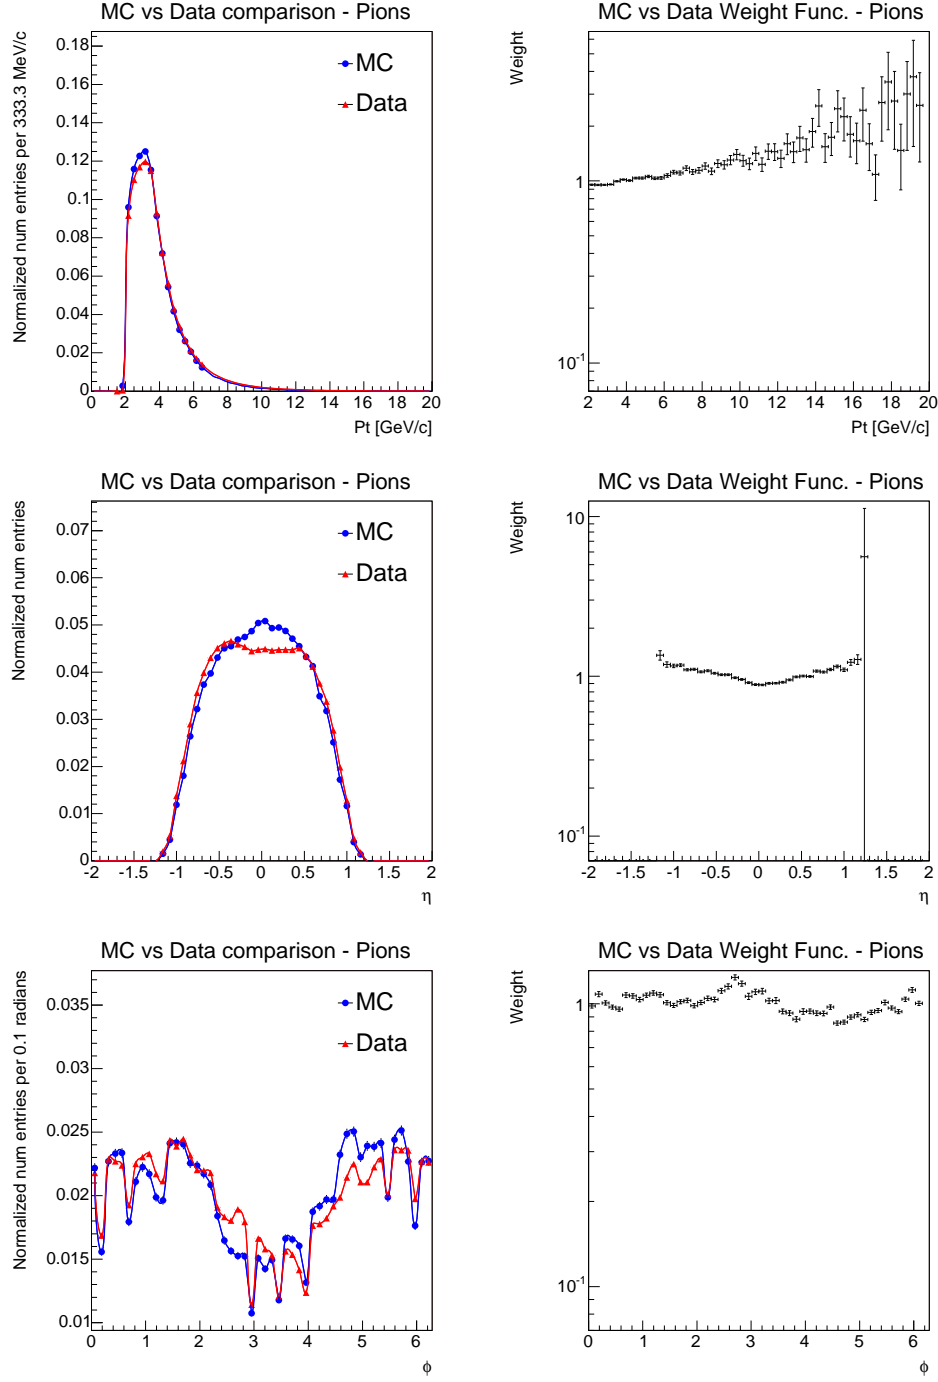 MC vs Data comparison - Pions
Normalized num entries per 333.3 MeV/c
0.18
0.16
0.14
0.12
0.1
0.08
0.06
0.04
0.02
0
MC
Data
0 2 4 6 8 10 12 14 16 18 20
Pt [GeV/c]
MC vs Data Weight Func. - Pions
Weight
1
10-1
2 4 6 8 10 12 14 16 18 20
Pt [GeV/c]
MC vs Data comparison - Pions
Normalized num entries
0.07
0.06
0.05
0.04
0.03
0.02
0.01
0
MC
Data
-2 -1.5 -1 -0.5 0 0.5 1 1.5 2
η
MC vs Data Weight Func. - Pions
Weight
10
1
10-1
-2 -1.5 -1 -0.5 0 0.5 1 1.5 2
η
MC vs Data comparison - Pions
Normalized num entries per 0.1 radians
0.035
0.03
0.025
0.02
0.015
0.01
MC
Data
0 1 2 3 4 5 6
ϕ
MC vs Data Weight Func. - Pions
Weight
1
10-1
0 1 2 3 4 5 6
ϕ